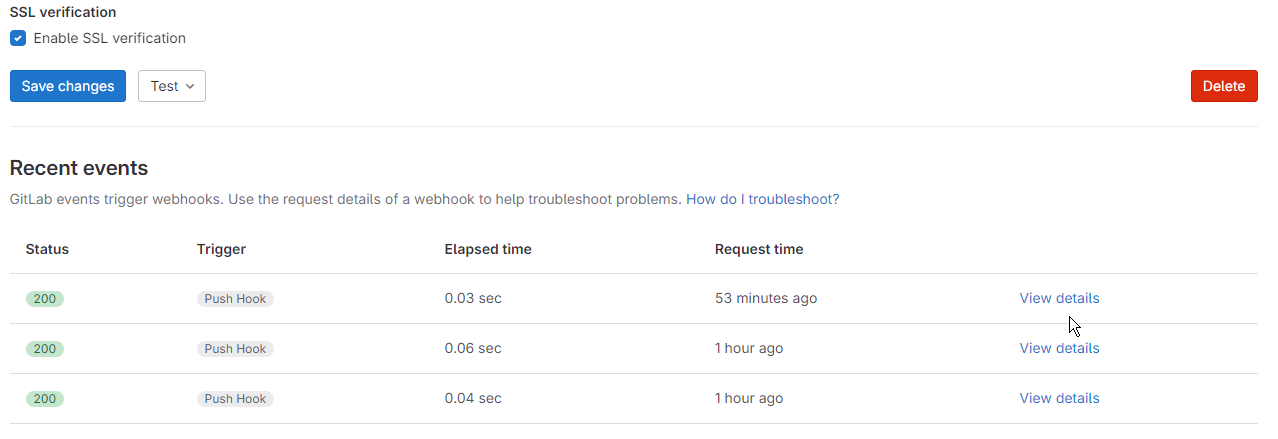 SSL verification
Enable SSL verification
Save changes Test Delete
Recent events
GitLab events trigger webhooks. Use the request details of a webhook to help troubleshoot problems. How do I troubleshoot?
Status Trigger Elapsed time Request time
200 Push Hook 0.03 sec 53 minutes ago View details
200 Push Hook 0.06 sec 1 hour ago View details
200 Push Hook 0.04 sec 1 hour ago View details